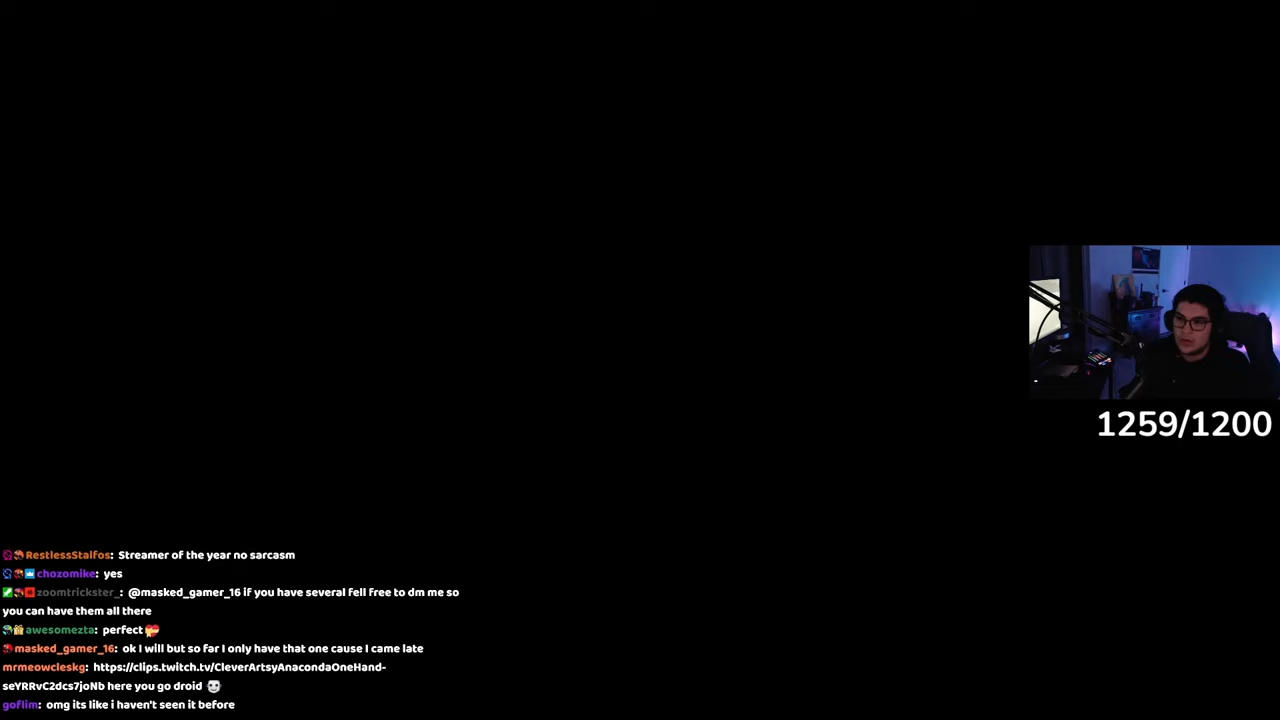 1259/1200
RestlessStalfos: Streamer of the year no sarcasm
chozomike: yes
zoomtrickster_: @masked_gamer_16 if you have several fell free to dm me so
you can have them all there
awesomezta: perfect
masked_gamer_16: ok I will but so far I only have that one cause I came late
mrmeowcleskg: https://clips.twitch.tv/CleverArtsyAnacondaOneHand-
seYRRvC2dcs7joNb here you go droid
goflim: omg its like i haven't seen it before